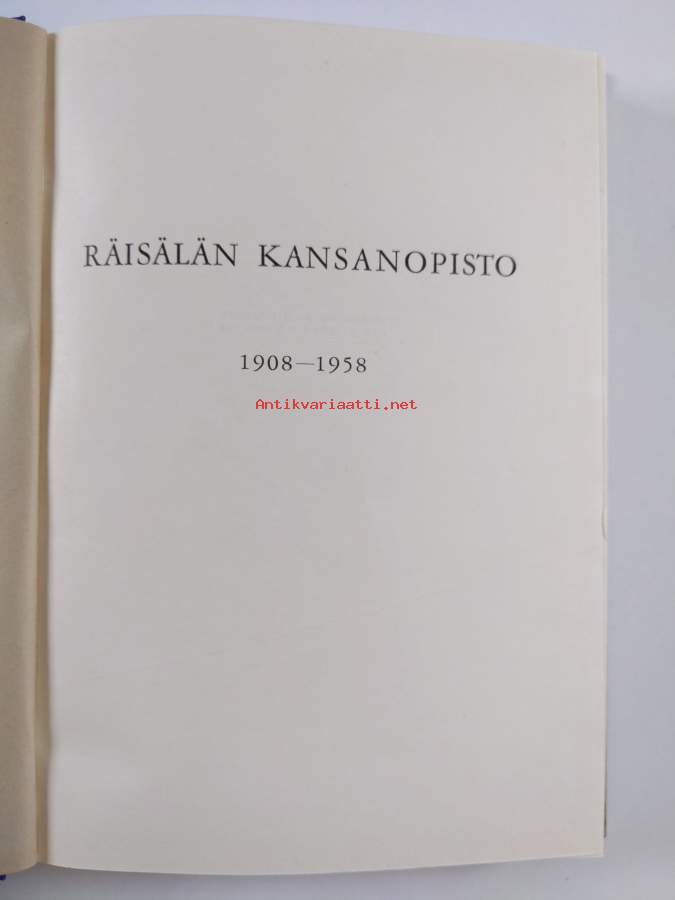 RÄISÄLÄN KANSANOPISTO
1908—1958
Antikvariaatti.net